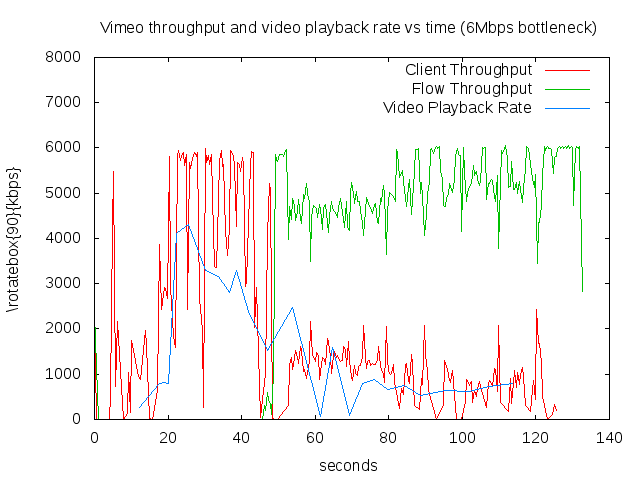 Vimeo throughput and video playback rate vs time (6Mbps bottleneck)
8000
7000
6000
5000
4000
3000
2000
1000
0
\rotatebox{90}{kbps}
Client Throughput
Flow Throughput
Video Playback Rate
0 20 40 60 80 100 120 140
seconds